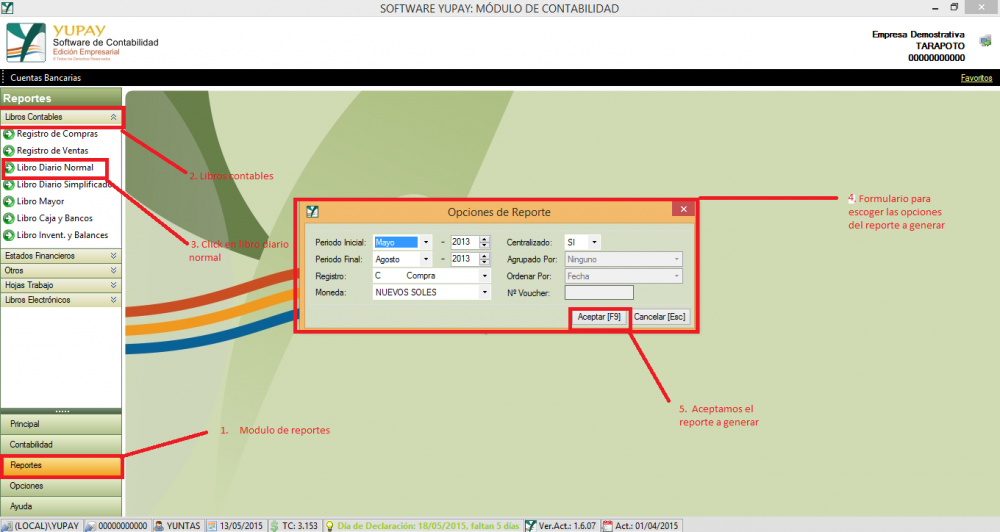 SOFTWARE YUPAY: MÓDULO DE CONTABILIDAD
YUPAY
Software de Contabilidad
Edición Empresarial
© Todos los Derechos Reservados
Empresa Demostrativa
TARAPOTO
00000000000
Cuentas Bancarias
Favoritos
Reportes
Libros Contables
Registro de Compras
Registro de Ventas
Libro Diario Normal
Libro Diario Simplificado
Libro Mayor
Libro Caja y Bancos
Libro Invent. y Balances
Estados Financieros
Otros
Hojas Trabajo
Libros Electrónicos
2. Libros contables
3. Click en libro diario
normal
Opciones de Reporte
Periodo Inicial: Mayo - 2013 Centralizado: SI
Periodo Final: Agosto - 2013 Agrupado Por: Ninguno
Registro: C Compra Ordenar Por: Fecha
Moneda: NUEVOS SOLES Nº Voucher:
Aceptar [F9] Cancelar [Esc]
4. Formulario para
escoger las opciones
del reporte a generar
5. Aceptamos el
reporte a generar
1. Modulo de reportes
Principal
Contabilidad
Reportes
Opciones
Ayuda
(LOCAL)\YUPAY 00000000000 YUNTAS 13/05/2015 TC: 3.153 Día de Declaración: 18/05/2015, faltan 5 días Ver.Act.: 1.6.07 Act.: 01/04/2015